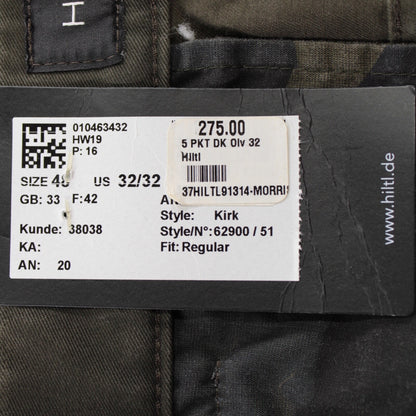 H
010463432
HW19
P: 16
SIZE 48 US 32/32
GB: 33 F: 42
Kunde: 38038
KA:
AN: 20
275.00
5 PKT DK Olv 32
Hiltl
37HILTL91314-MORRI
Style: Kirk
Style/N°: 62900 / 51
Fit: Regular
www.hiltl.de